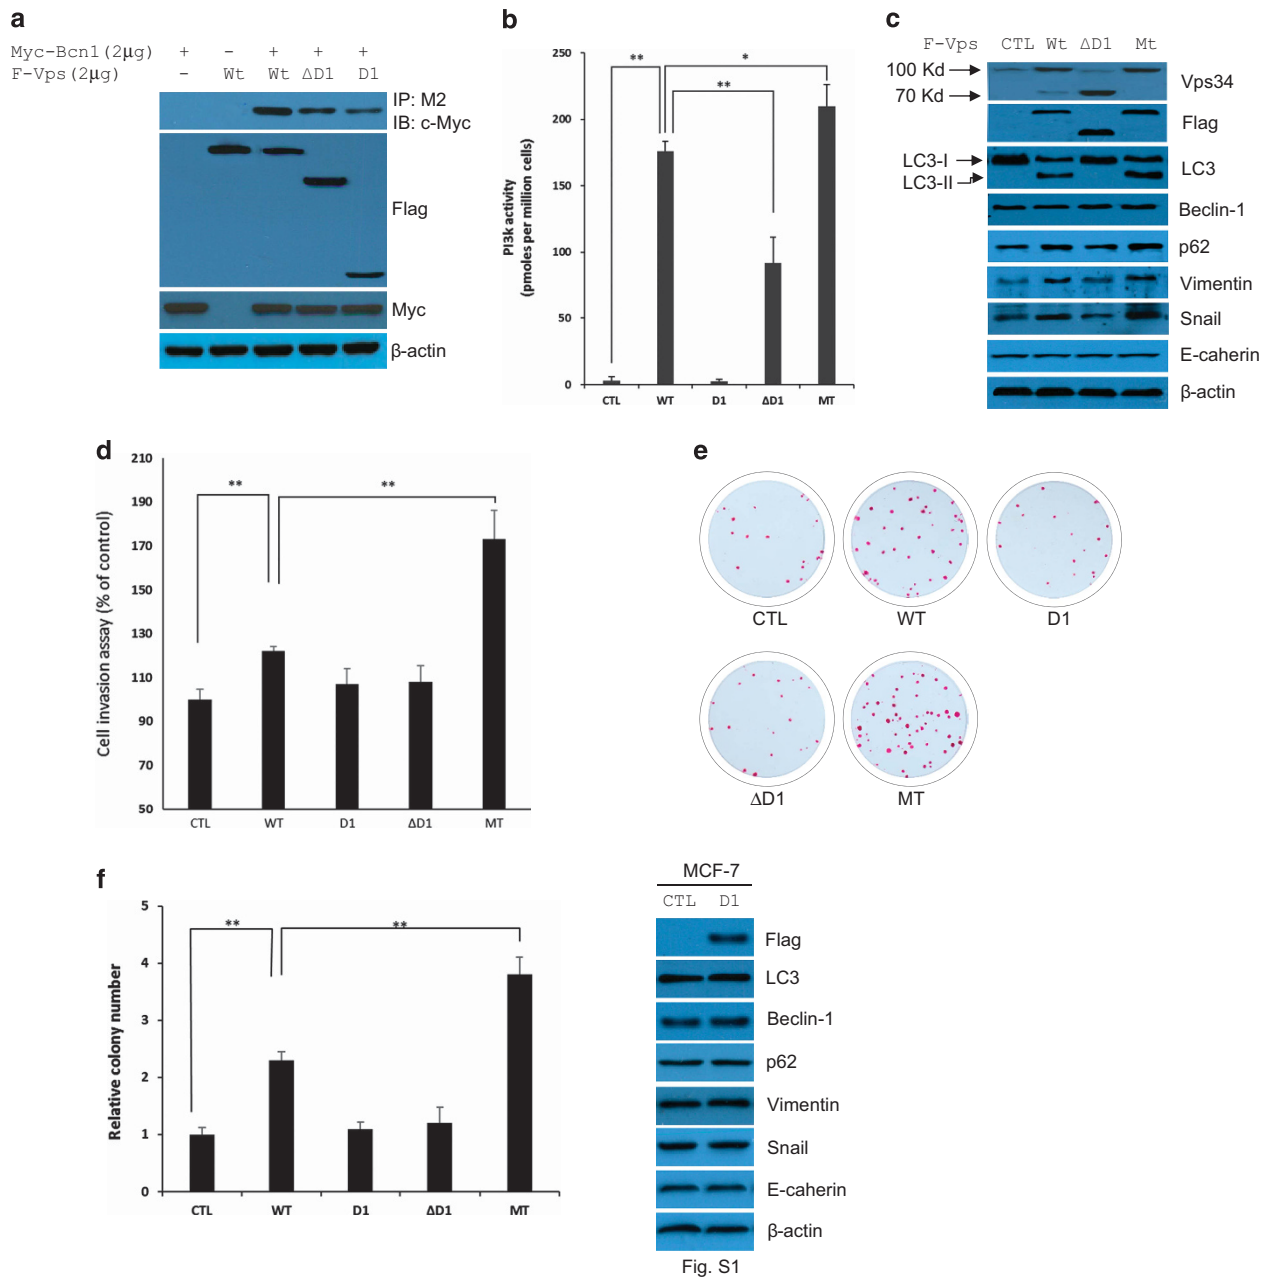 a
Myc-Bcn1(2μg) + - + + +
F-Vps(2μg) - Wt Wt ΔD1 D1
IP: M2
IB: c-Myc
Flag
Myc
β-actin
b
PI3k activity
(pmoles per million cells)
250
200
150
100
50
0
** * **
CTL WT D1 ΔD1 MT
c
F-Vps CTL Wt ΔD1 Mt
100 Kd
70 Kd
Vps34
Flag
LC3-I
LC3-II
LC3
Beclin-1
p62
Vimentin
Snail
E-caherin
β-actin
d
Cell invasion assay (% of control)
210
190
170
150
130
110
90
70
50
** **
CTL WT D1 ΔD1 MT
e
CTL WT D1
ΔD1 MT
f
Relative colony number
5
4
3
2
1
0
** **
CTL WT D1 ΔD1 MT
MCF-7
CTL D1
Flag
LC3
Beclin-1
p62
Vimentin
Snail
E-caherin
β-actin
Fig. S1